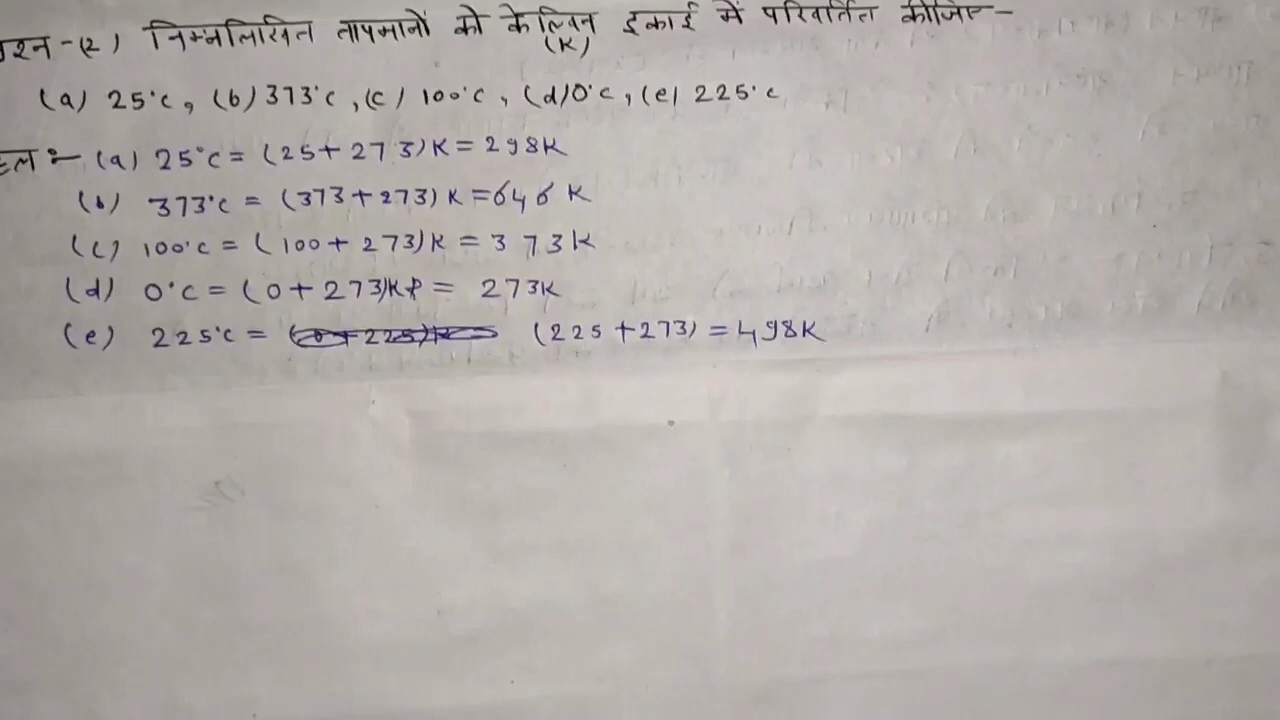 प्रश्न-(2) निम्नलिखित तापमानों को केल्विन इकाई में परिवर्तित कीजिए-
(K)
(a) 25°C, (b) 373°C, (c) 100°C, (d) 0°C, (e) 225°C
हल:- (a) 25°C = (25+273)K = 298K
(b) 373°C = (373+273)K = 646K
(c) 100°C = (100+273)K = 373K
(d) 0°C = (0+273)K = 273K
(e) 225°C = (225+273) = 498K